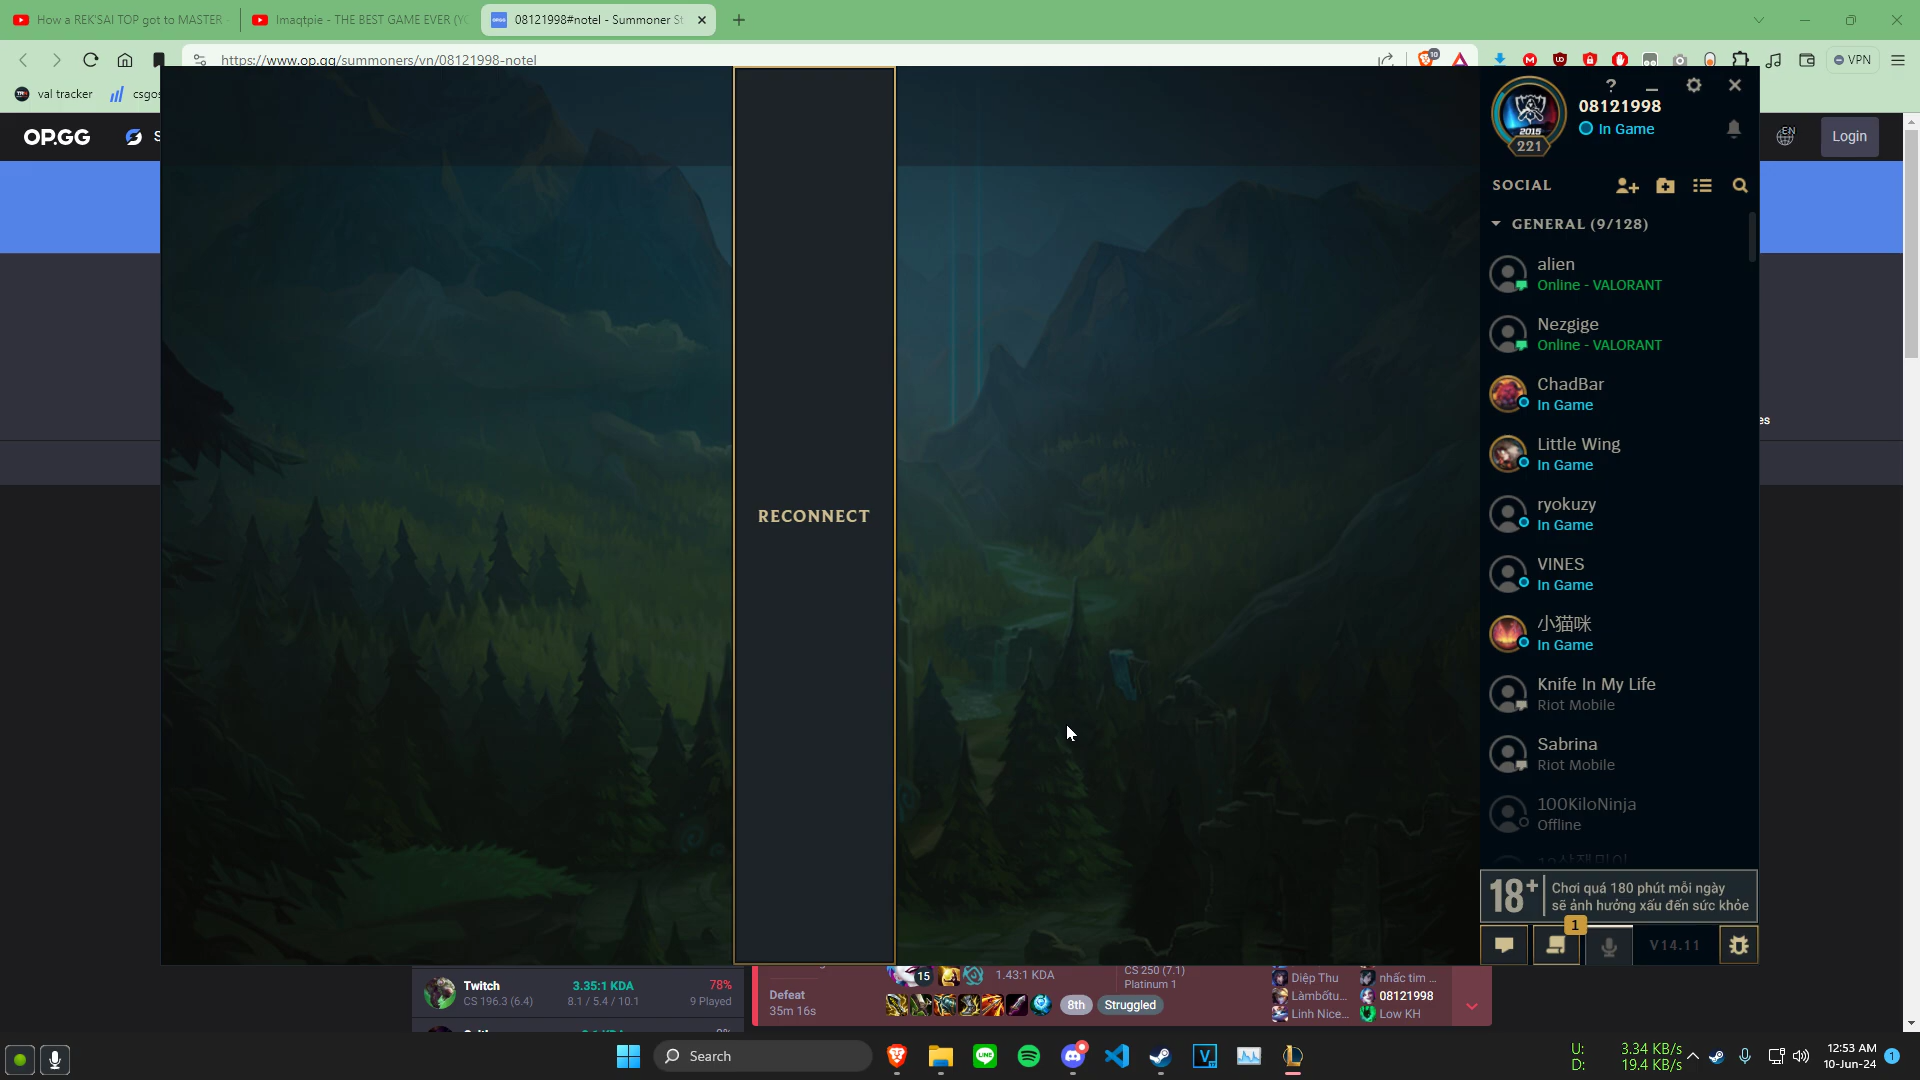 How a REK'SAI TOP got to MASTER
Imaqtpie - THE BEST GAME EVER (YO
08121998#notel - Summoner St
https://www.op.gg/summoners/vn/08121998-notel
10
VPN
val tracker
csgos
OP.GG
S
EN
Login
2015
221
08121998
In Game
SOCIAL
GENERAL (9/128)
alien
Online - VALORANT
Nezgige
Online - VALORANT
ChadBar
In Game
es
Little Wing
In Game
RECONNECT
ryokuzy
In Game
VINES
In Game
小猫咪
In Game
Knife In My Life
Riot Mobile
Sabrina
Riot Mobile
100KiloNinja
Offline
18+
Chơi quá 180 phút mỗi ngày
sẽ ảnh hưởng xấu đến sức khỏe
1
V14.11
Twitch
CS 196.3 (6.4)
3.35:1 KDA
8.1 / 5.4 / 10.1
78%
9 Played
Defeat
35m 16s
15
1.43:1 KDA
CS 250 (7.1)
Platinum 1
8th
Struggled
Diệp Thu
Lâmbốtu...
Linh Nice...
nhấc tim ...
08121998
Low KH
Search
U: 3.34 KB/s
D: 19.4 KB/s
12:53 AM
10-Jun-24
1